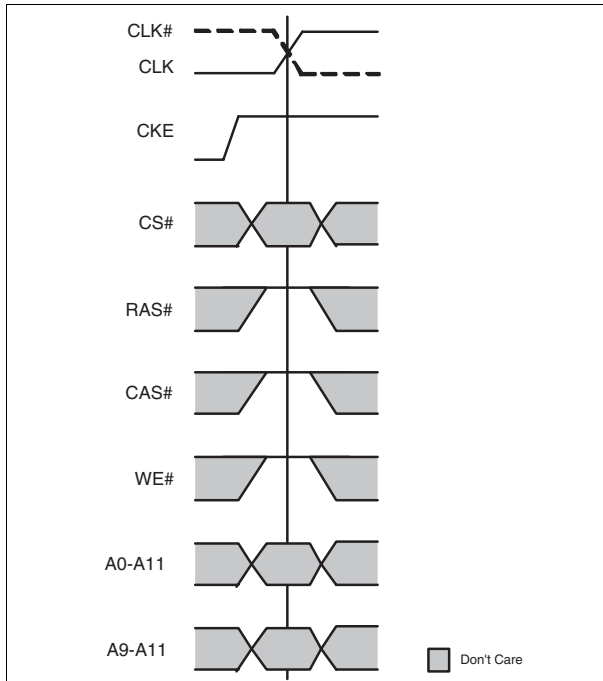 CLK#
CLK
CKE
CS#
RAS#
CAS#
WE#
A0-A11
A9-A11
Don't Care